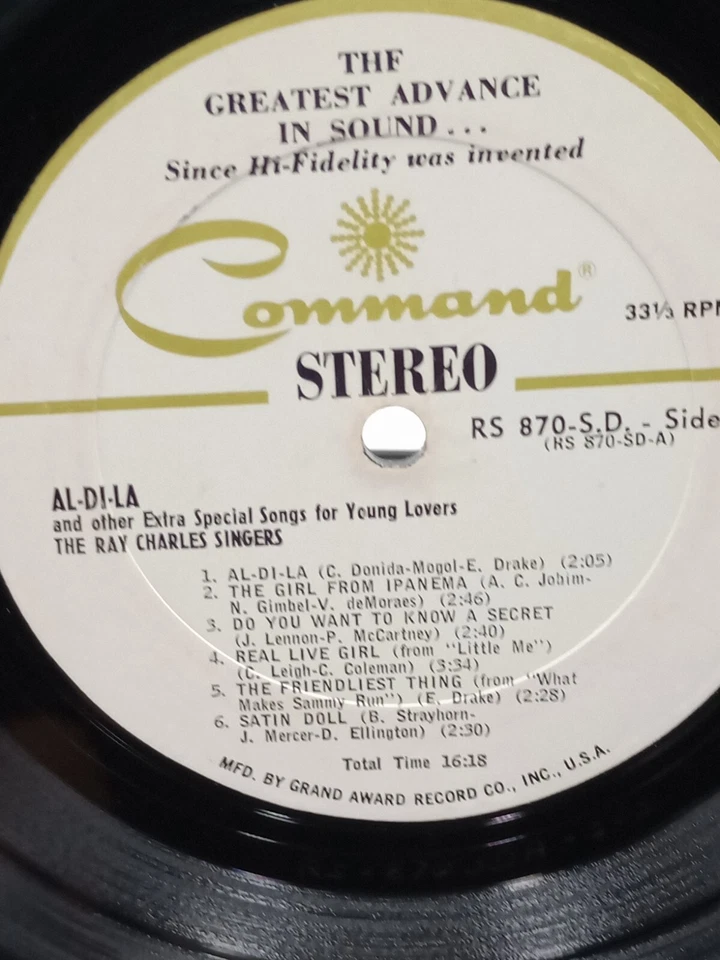 THE
GREATEST ADVANCE
IN SOUND...
Since Hi-Fidelity was invented
Command®
STEREO
33⅓ RPM
RS 870-S.D. - Side
(RS 870-SD-A)
AL-DI-LA
and other Extra Special Songs for Young Lovers
THE RAY CHARLES SINGERS
1. AL-DI-LA (C. Donida-Mogol-E. Drake) (2:05)
2. THE GIRL FROM IPANEMA (A. C. Jobim-
N. Gimbel-V. deMoraes) (2:46)
3. DO YOU WANT TO KNOW A SECRET
(J. Lennon-P. McCartney) (2:40)
4. REAL LIVE GIRL (from "Little Me")
(C. Leigh-C. Coleman) (3:34)
5. THE FRIENDLIEST THING (from "What
Makes Sammy Run") (E. Drake) (2:28)
6. SATIN DOLL (B. Strayhorn-
J. Mercer-D. Ellington) (2:30)
Total Time 16:18
MFD. BY GRAND AWARD RECORD CO., INC., U.S.A.